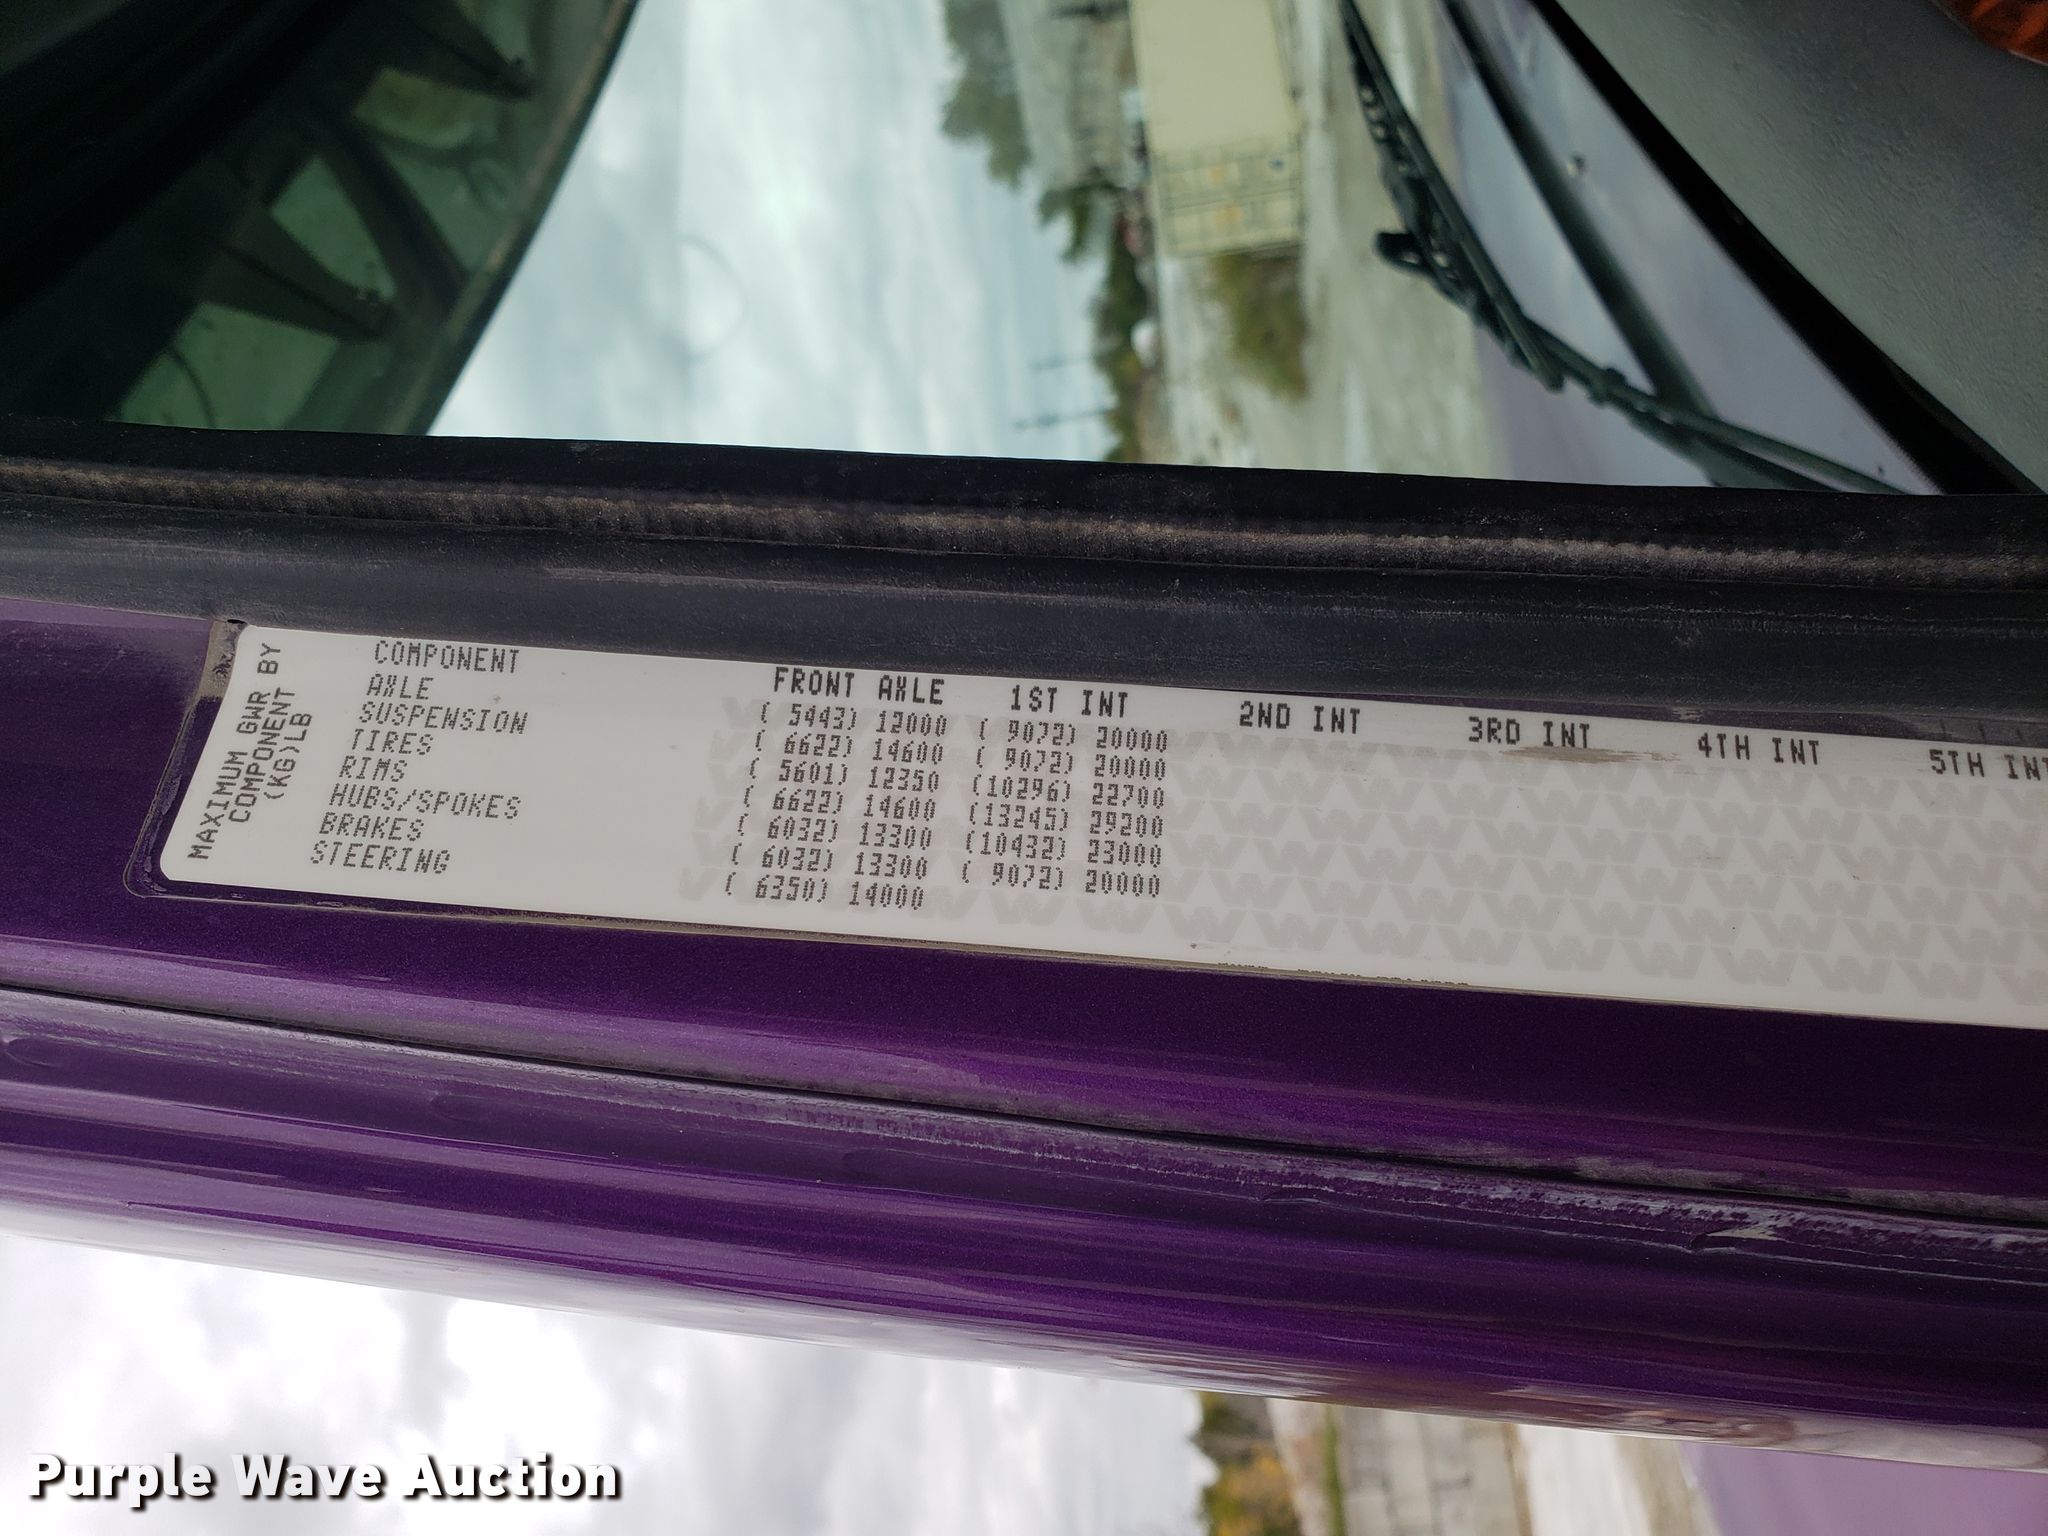 MAXIMUM GWR BY
COMPONENT
(KG)LB
COMPONENT FRONT AXLE 1ST INT 2ND INT 3RD INT 4TH INT 5TH INT
AXLE ( 5443) 12000 ( 9072) 20000
SUSPENSION ( 6622) 14600 ( 9072) 20000
TIRES ( 5601) 12350 (10296) 22700
RIMS ( 6622) 14600 (13245) 29200
HUBS/SPOKES ( 6032) 13300 (10432) 23000
BRAKES ( 6032) 13300 ( 9072) 20000
STEERING ( 6350) 14000
Purple Wave Auction